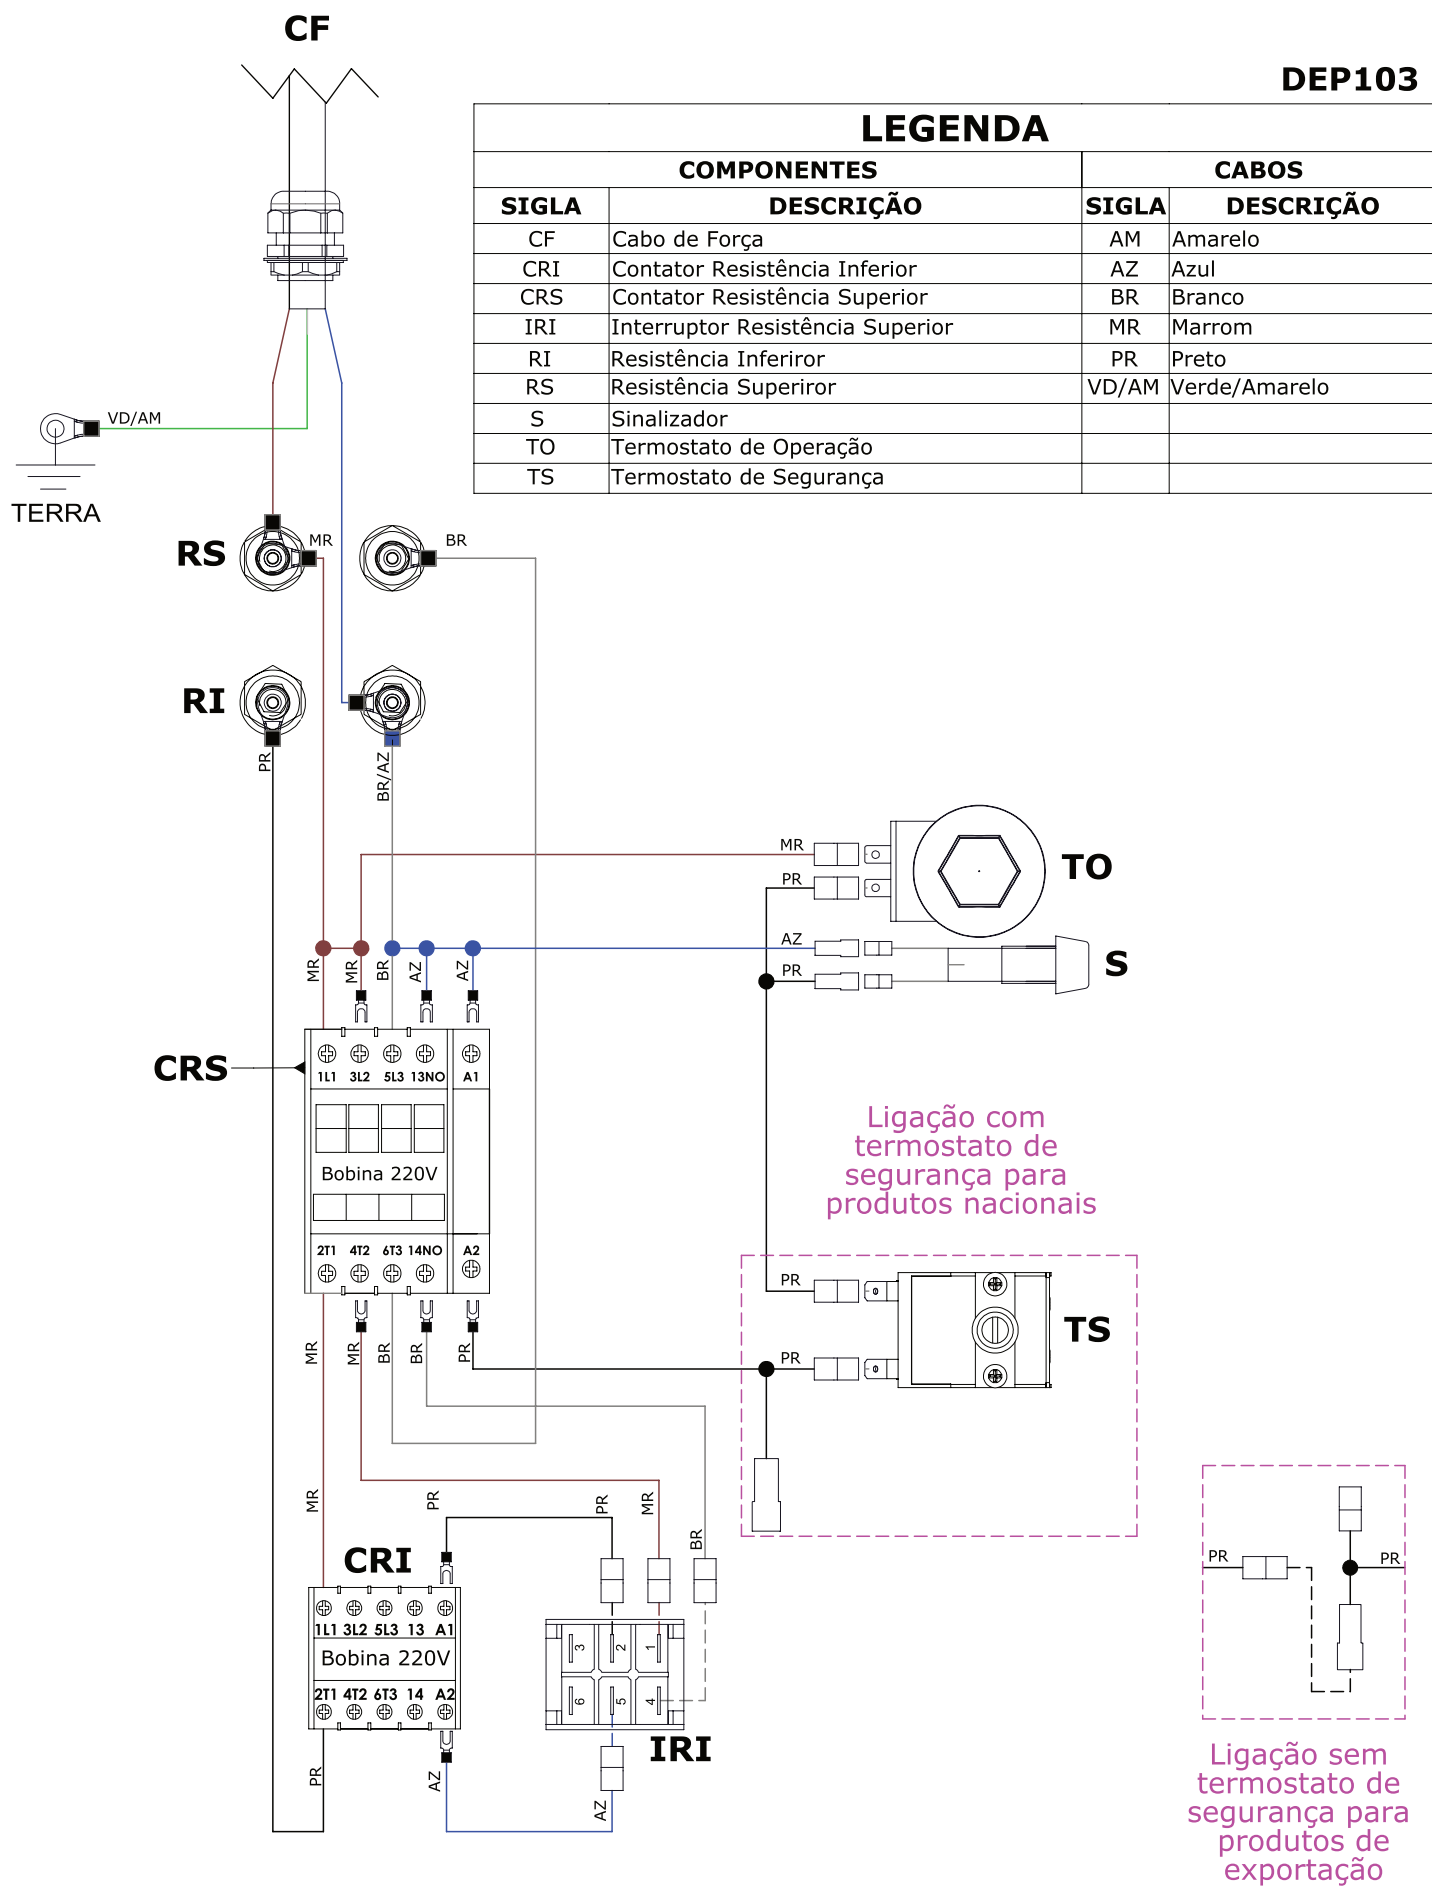 CF
DEP103
LEGENDA
COMPONENTES CABOS
SIGLA DESCRIÇÃO SIGLA DESCRIÇÃO
CF Cabo de Força AM Amarelo
CRI Contator Resistência Inferior AZ Azul
CRS Contator Resistência Superior BR Branco
IRI Interruptor Resistência Superior MR Marrom
RI Resistência Inferiror PR Preto
RS Resistência Superiror VD/AM Verde/Amarelo
S Sinalizador
TO Termostato de Operação
TS Termostato de Segurança
VD/AM
TERRA
RS MR BR
RI
PR BR/AZ
MR
PR
TO
AZ
PR
S
MR MR BR AZ AZ
CRS
1L1 3L2 5L3 13NO A1
Bobina 220V
2T1 4T2 6T3 14NO A2
Ligação com
termostato de
segurança para
produtos nacionais
PR
TS
PR
MR MR BR BR PR
MR PR PR MR BR
CRI
1L1 3L2 5L3 13 A1
Bobina 220V
2T1 4T2 6T3 14 A2
3 2 1
6 5 4
IRI
PR AZ AZ
PR PR
Ligação sem
termostato de
segurança para
produtos de
exportação